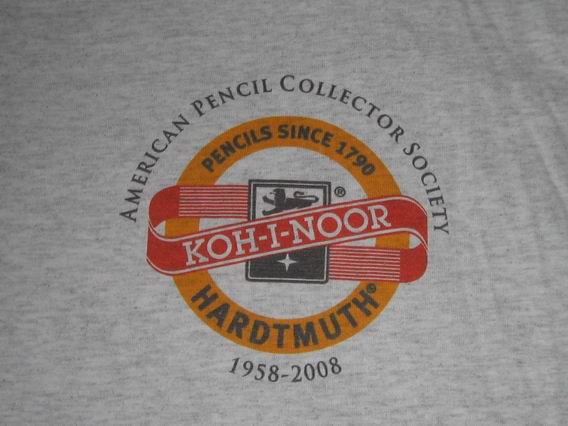 AMERICAN PENCIL COLLECTOR SOCIETY
PENCILS SINCE 1790
®
KOH-I-NOOR
HARDTMUTH®
1958-2008